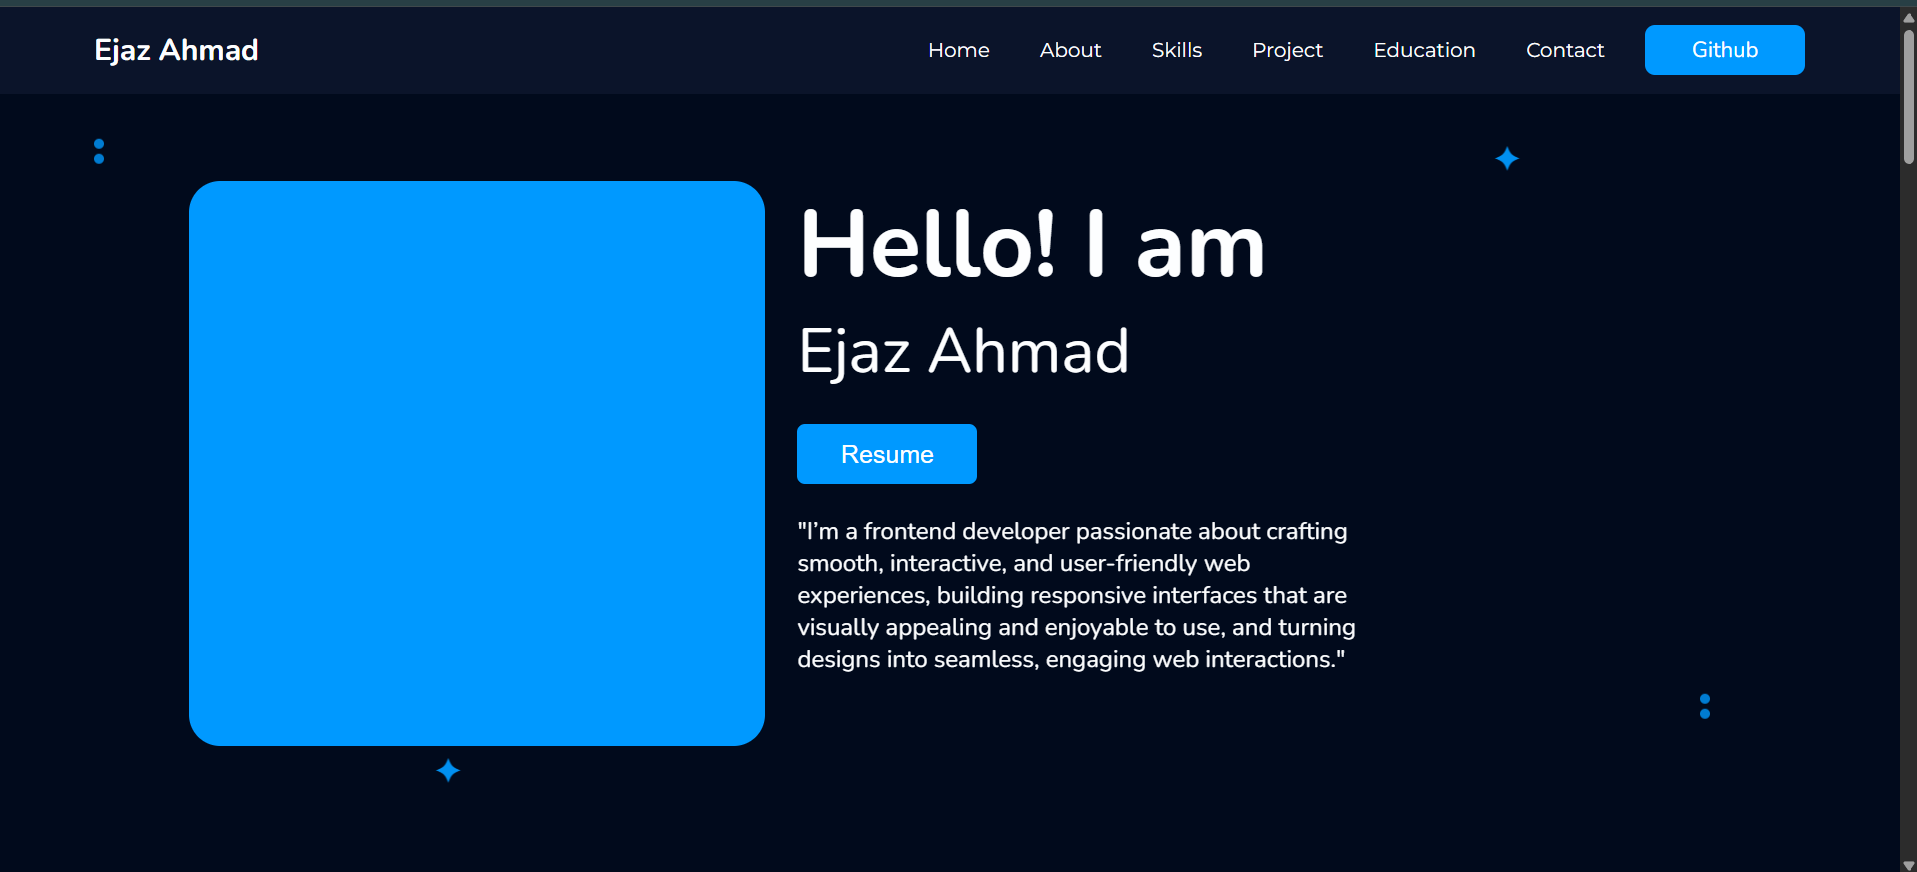 Ejaz Ahmad
Home About Skills Project Education Contact Github
Hello! I am
Ejaz Ahmad
Resume
"I’m a frontend developer passionate about crafting
smooth, interactive, and user-friendly web
experiences, building responsive interfaces that are
visually appealing and enjoyable to use, and turning
designs into seamless, engaging web interactions."